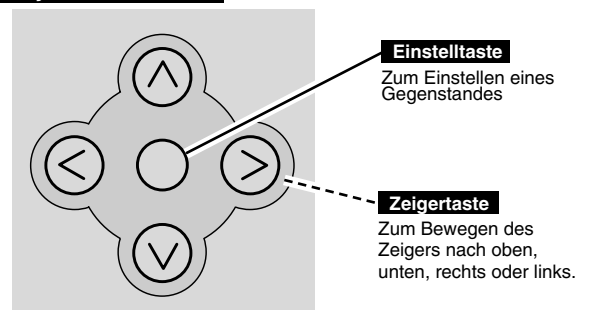 Einstelltaste
Zum Einstellen eines
Gegenstandes
Zeigertaste
Zum Bewegen des
Zeigers nach oben,
unten, rechts oder links.